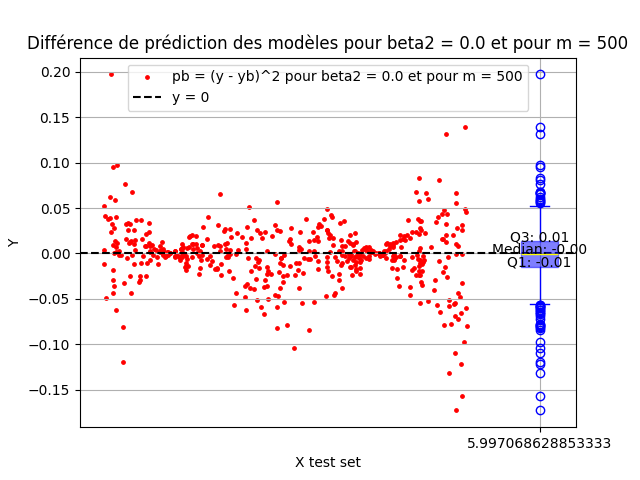 Différence de prédiction des modèles pour beta2 = 0.0 et pour m = 500
pb = (y - yb)^2 pour beta2 = 0.0 et pour m = 500
y = 0
Y
0.20
0.15
0.10
0.05
0.00
−0.05
−0.10
−0.15
Q3: 0.01
Median: -0.00
Q1: -0.01
5.997068628853333
X test set